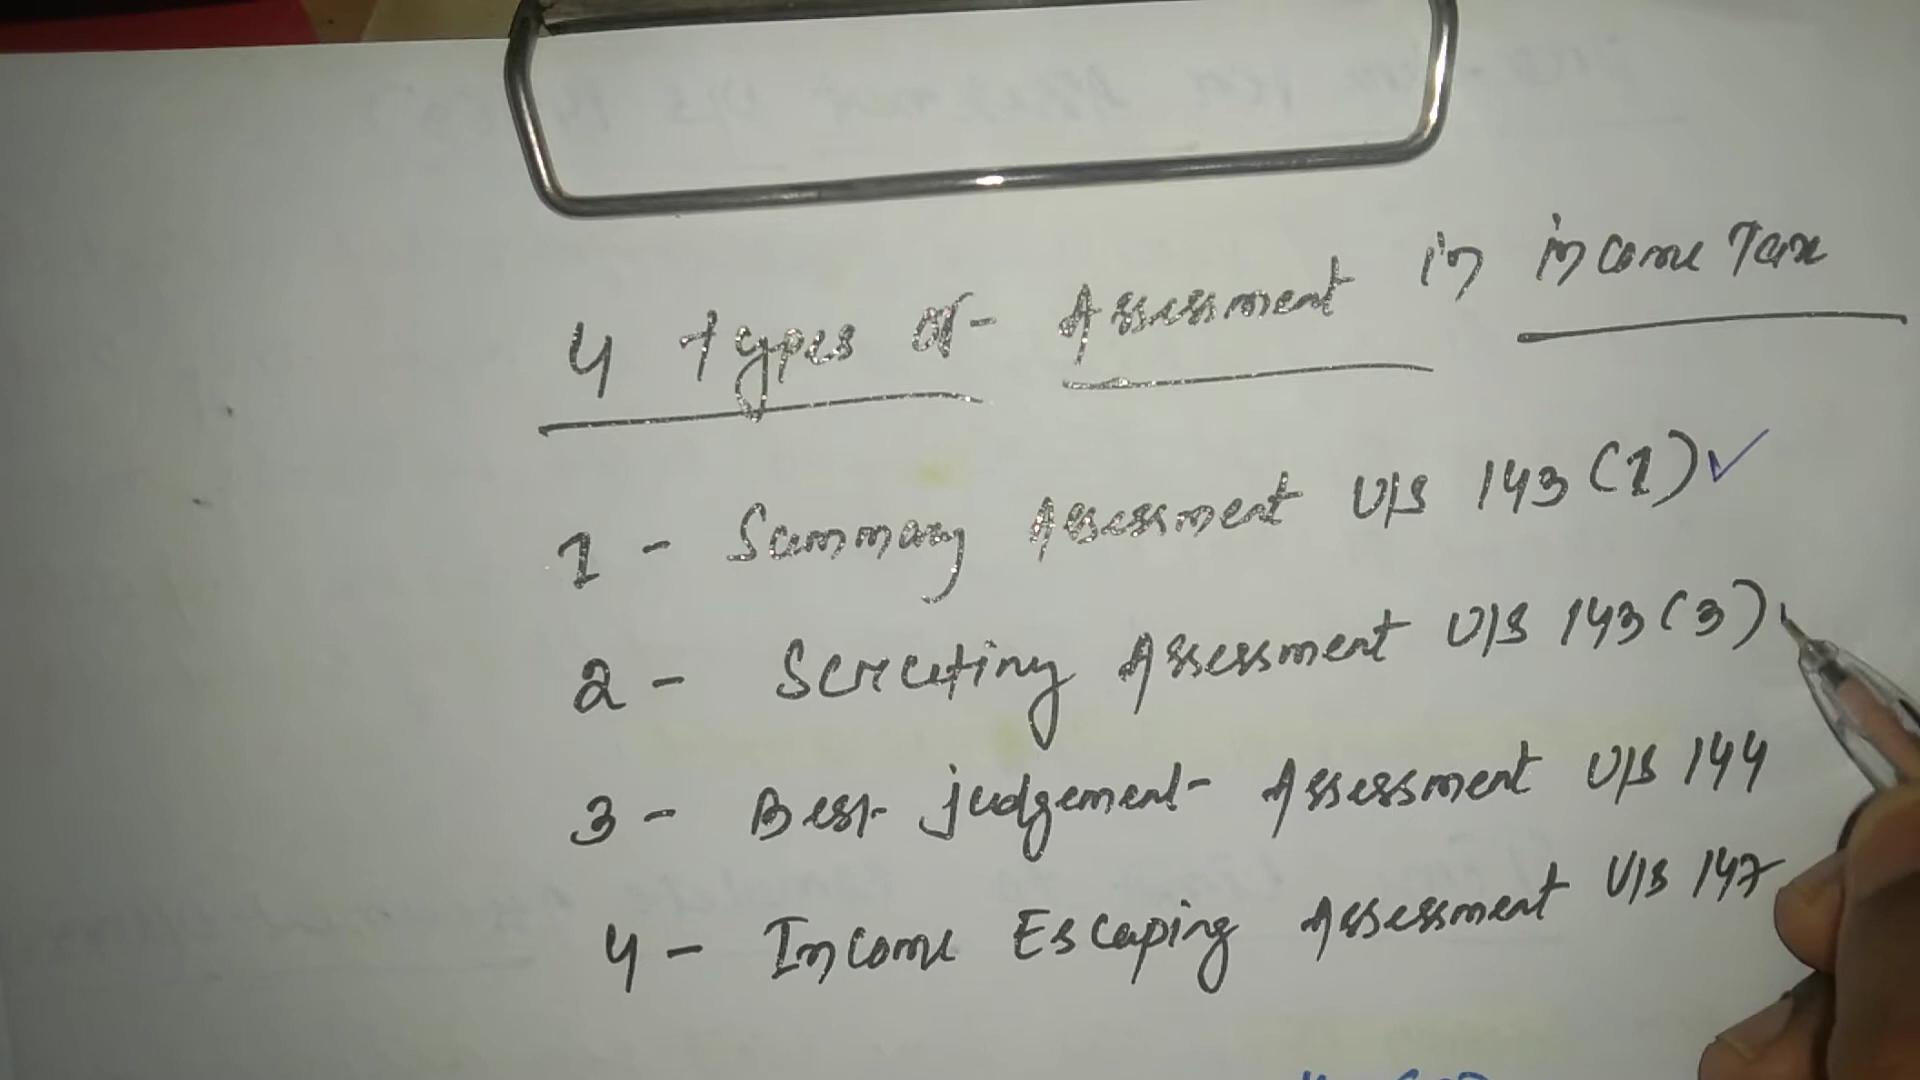 4 types of Assessment in income Tax
1 - Summary Assessment U/S 143 (1) ✓
2 - Scructiny Assessment U/S 143 (3)
3 - Best judgement Assessment U/S 144
4 - Income Escaping Assessment U/S 147